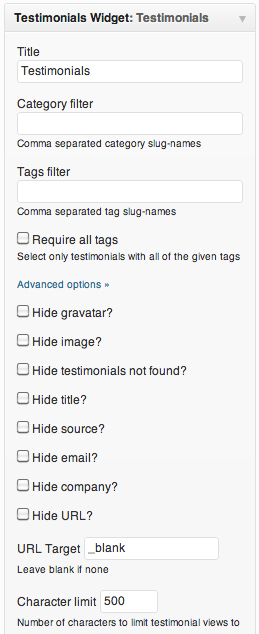 Testimonials Widget: Testimonials
Title
Testimonials
Category filter
Comma separated category slug-names
Tags filter
Comma separated tag slug-names
Require all tags
Select only testimonials with all of the given tags
Advanced options »
Hide gravatar?
Hide image?
Hide testimonials not found?
Hide title?
Hide source?
Hide email?
Hide company?
Hide URL?
URL Target _blank
Leave blank if none
Character limit 500
Number of characters to limit testimonial views to